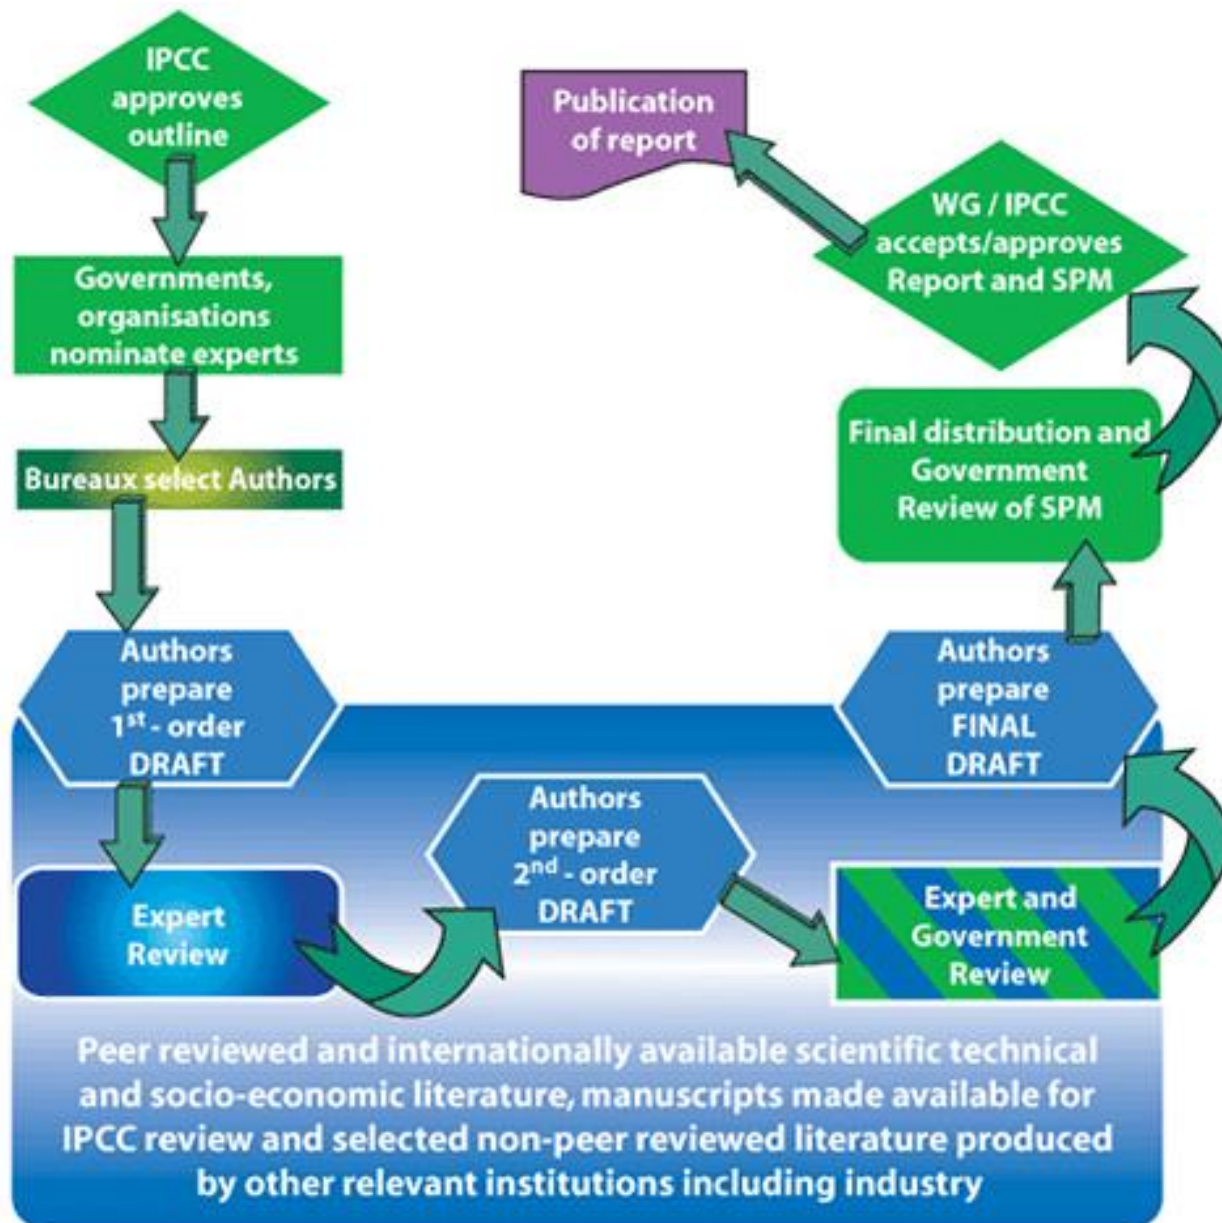 IPCC
approves
outline
Governments,
organisations
nominate experts
Bureaux select Authors
Authors
prepare
1st - order
DRAFT
Expert
Review
Authors
prepare
2nd - order
DRAFT
Expert and
Government
Review
Authors
prepare
FINAL
DRAFT
Final distribution and
Government
Review of SPM
WG / IPCC
accepts/approves
Report and SPM
Publication
of report
Peer reviewed and internationally available scientific technical
and socio-economic literature, manuscripts made available for
IPCC review and selected non-peer reviewed literature produced
by other relevant institutions including industry